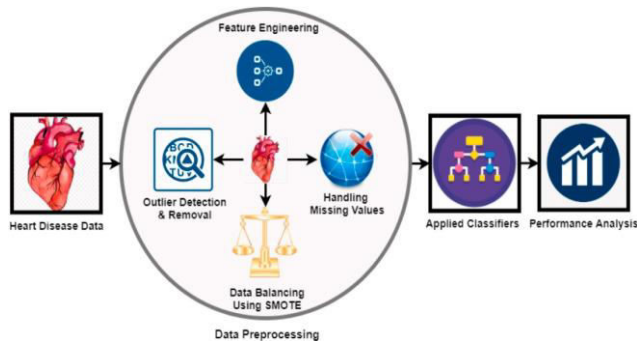 Feature Engineering
Heart Disease Data
Outlier Detection
& Removal
Handling
Missing Values
Data Balancing
Using SMOTE
Data Preprocessing
Applied Classifiers
Performance Analysis